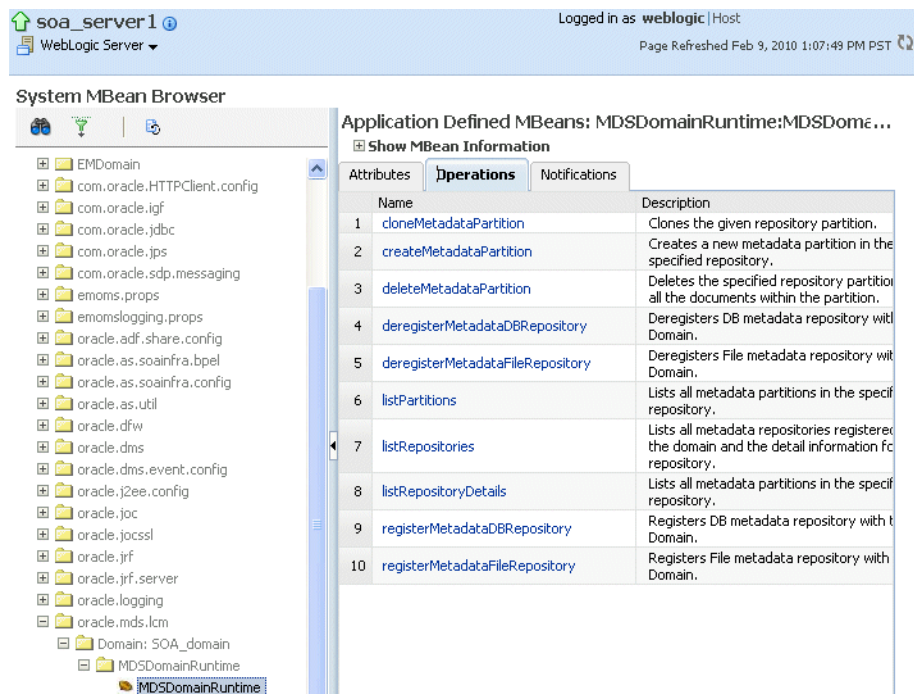 soa_server1
Logged in as weblogic|Host
WebLogic Server
Page Refreshed Feb 9, 2010 1:07:49 PM PST
System MBean Browser
EMDomain
com.oracle.HTTPClient.config
com.oracle.igf
com.oracle.jdbc
com.oracle.jps
com.oracle.sdp.messaging
emoms.props
emomslogging.props
oracle.adf.share.config
oracle.as.soainfra.bpel
oracle.as.soainfra.config
oracle.as.util
oracle.dfw
oracle.dms
oracle.dms.event.config
oracle.j2ee.config
oracle.joc
oracle.jocssl
oracle.jrf
oracle.jrf.server
oracle.logging
oracle.mds.lcm
Domain: SOA_domain
MDSDomainRuntime
MDSDomainRuntime
Application Defined MBeans: MDSDomainRuntime:MDSDoma...
Show MBean Information
Attributes Operations Notifications
Name Description
1 cloneMetadataPartition Clones the given repository partition.
2 createMetadataPartition Creates a new metadata partition in the
specified repository.
3 deleteMetadataPartition Deletes the specified repository partition
all the documents within the partition.
4 deregisterMetadataDBRepository Deregisters DB metadata repository with
Domain.
5 deregisterMetadataFileRepository Deregisters File metadata repository wit
Domain.
6 listPartitions Lists all metadata partitions in the specif
repository.
7 listRepositories Lists all metadata repositories registered
the domain and the detail information fo
repository.
8 listRepositoryDetails Lists all metadata partitions in the specif
repository.
9 registerMetadataDBRepository Registers DB metadata repository with t
Domain.
10 registerMetadataFileRepository Registers File metadata repository with
Domain.